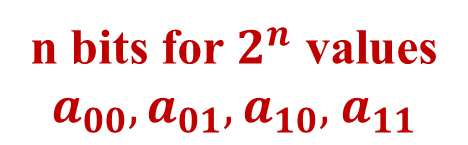 n bits for 2ⁿ values
a₀₀, a₀₁, a₁₀, a₁₁